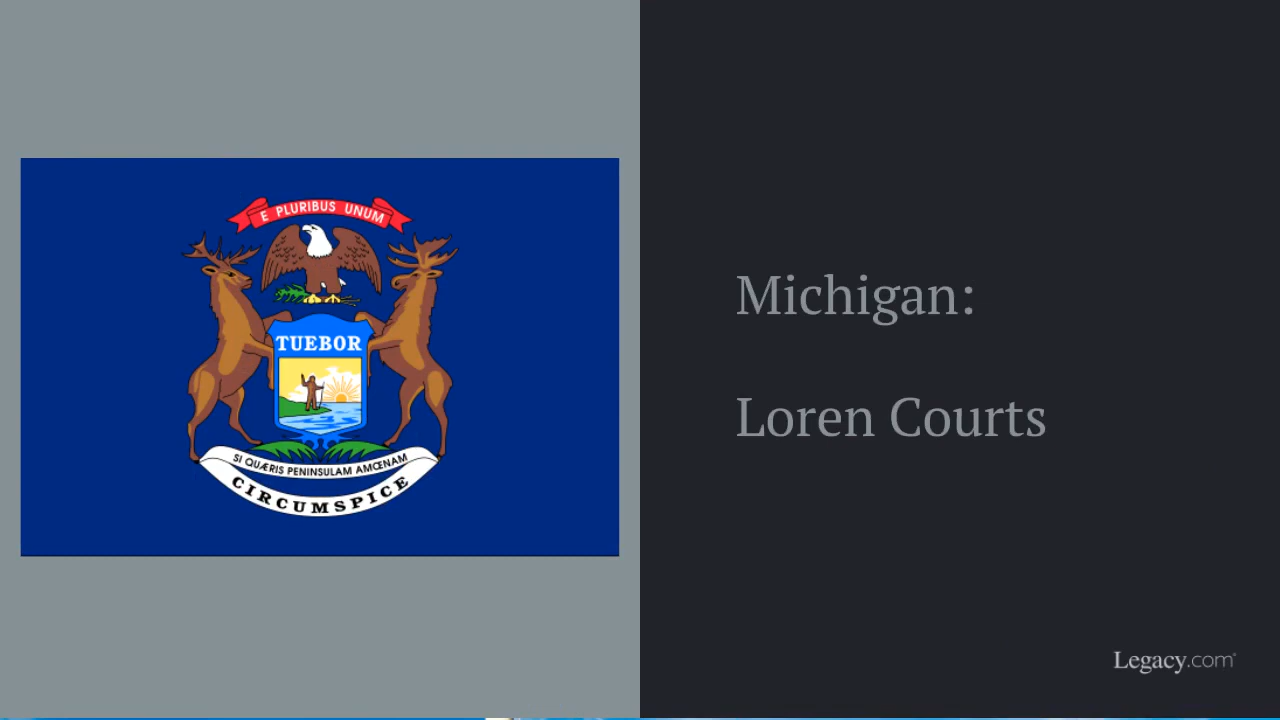 E PLURIBUS UNUM
TUEBOR
SI QUÆRIS PENINSULAM AMŒNAM
CIRCUMSPICE
Michigan:
Loren Courts
Legacy.com